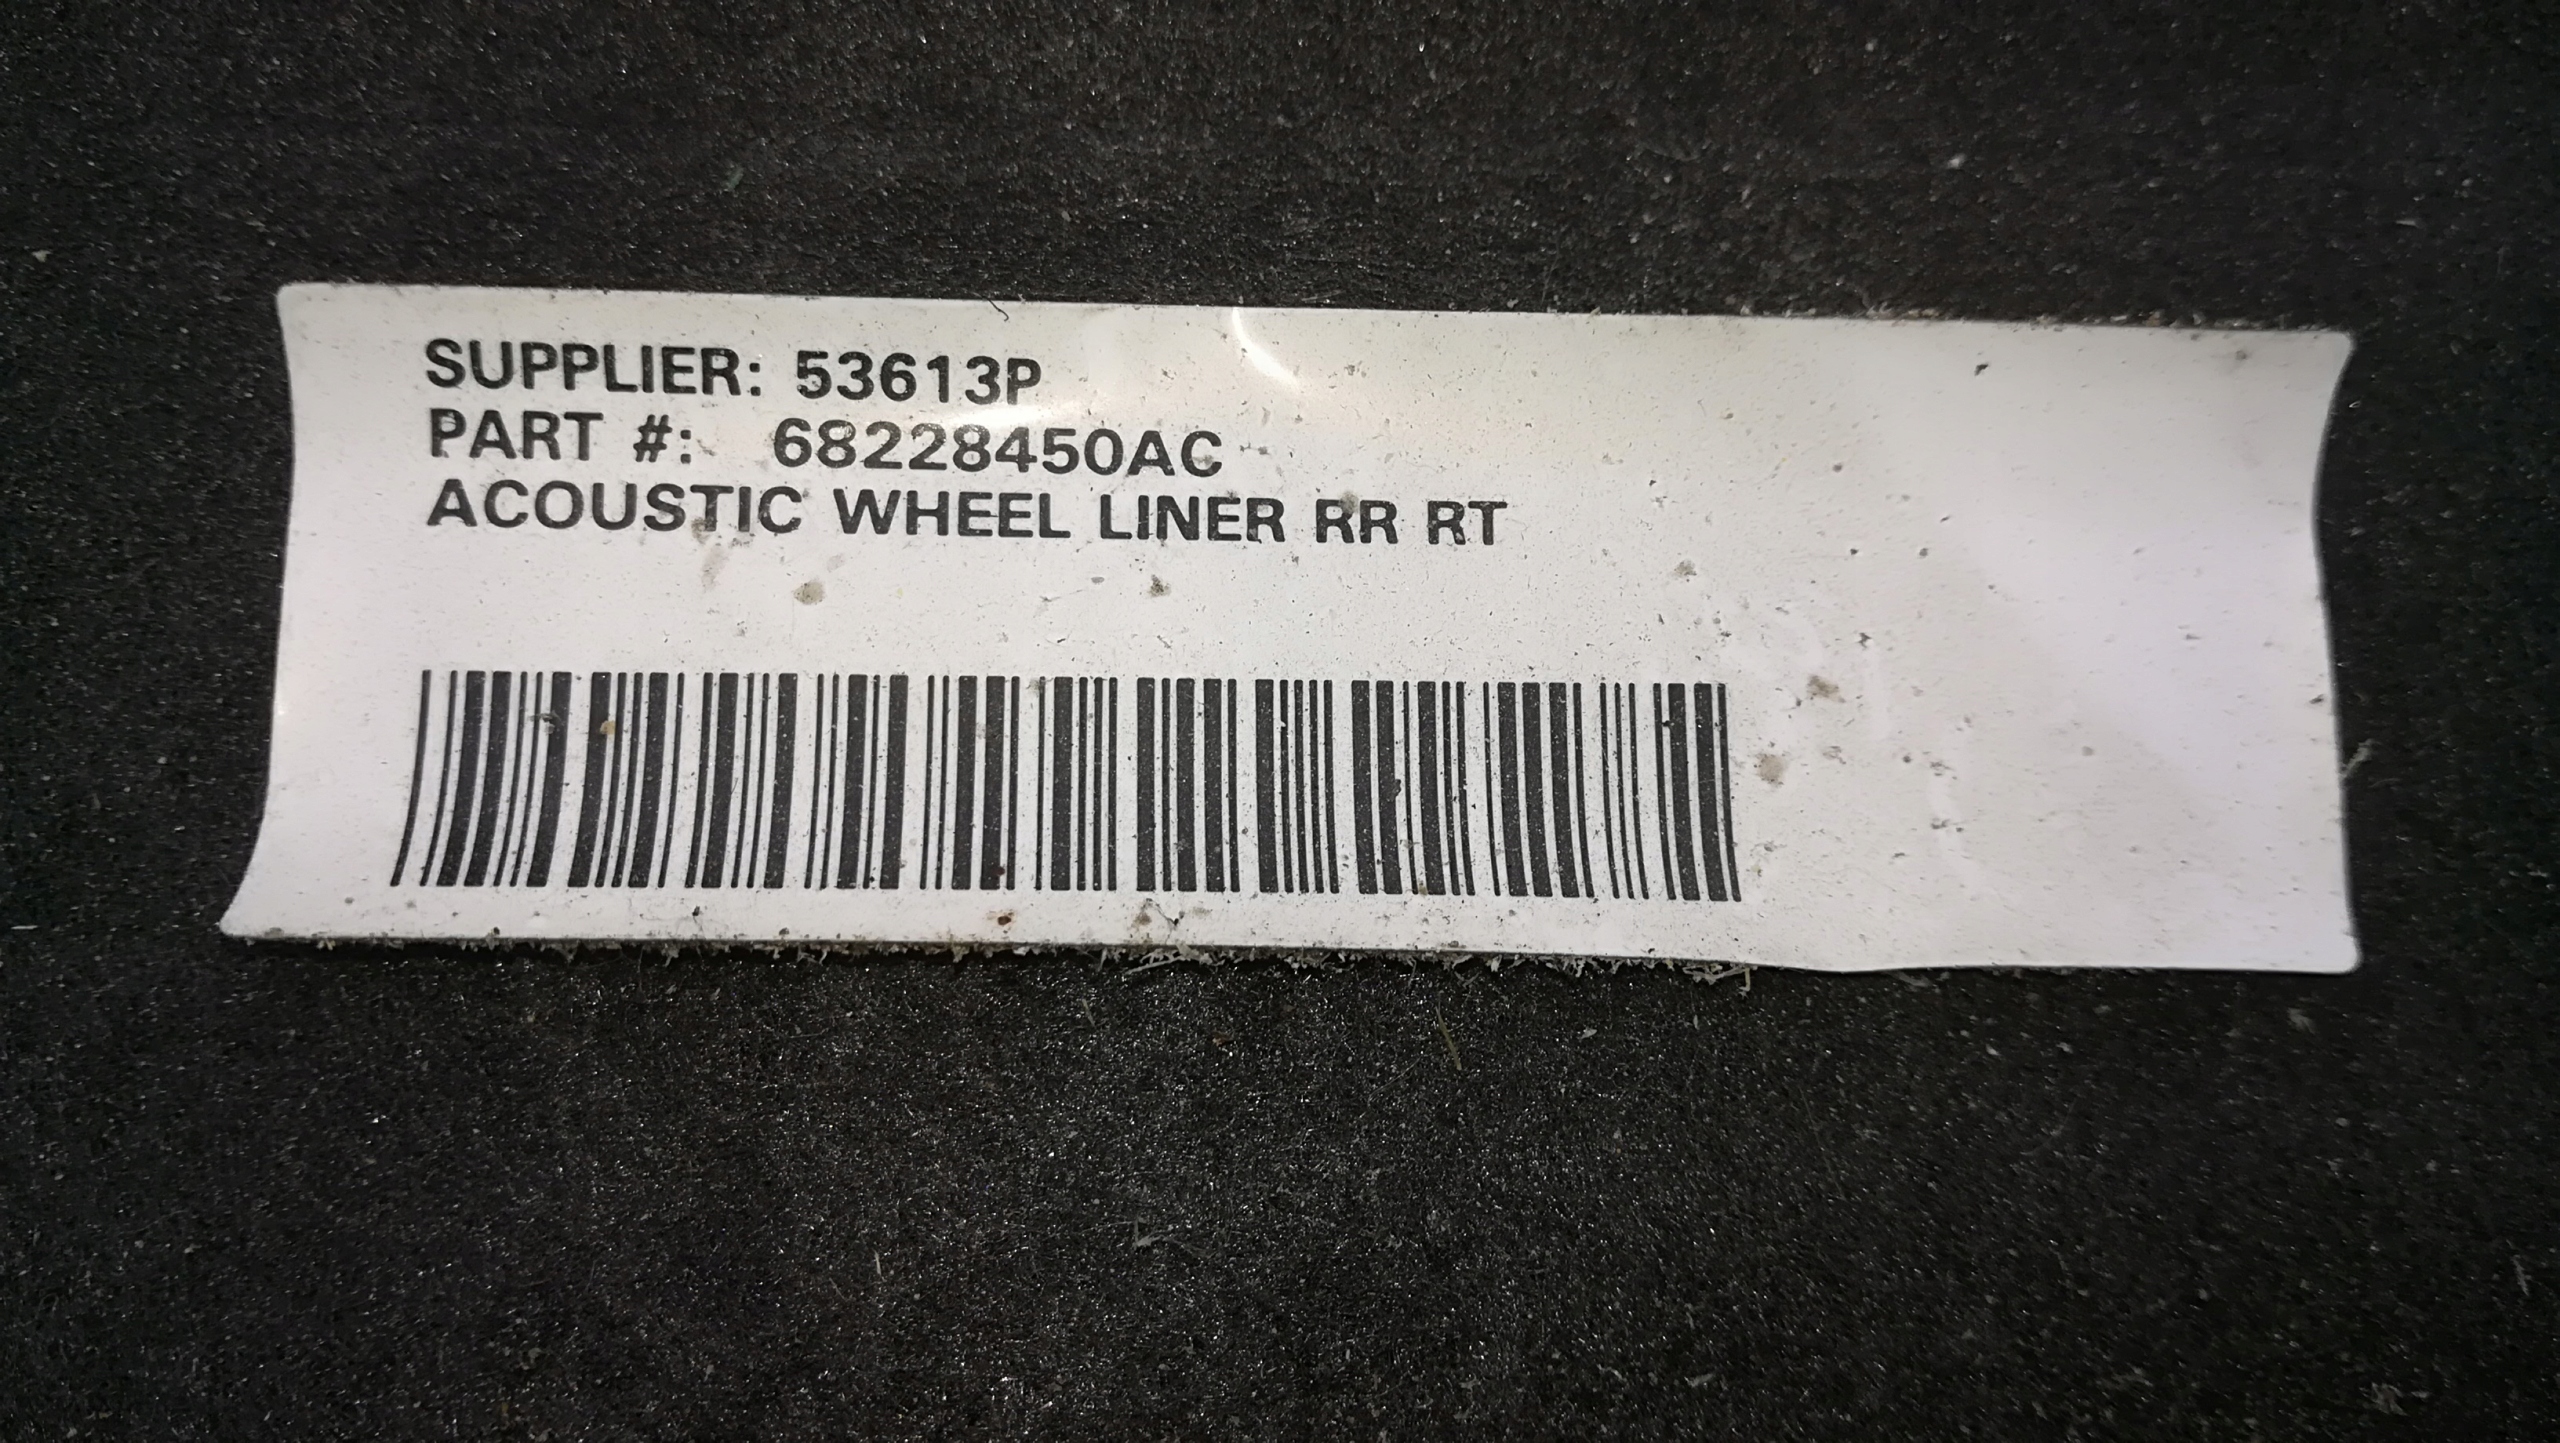 SUPPLIER: 53613P
PART #: 68228450AC
ACOUSTIC WHEEL LINER RR RT